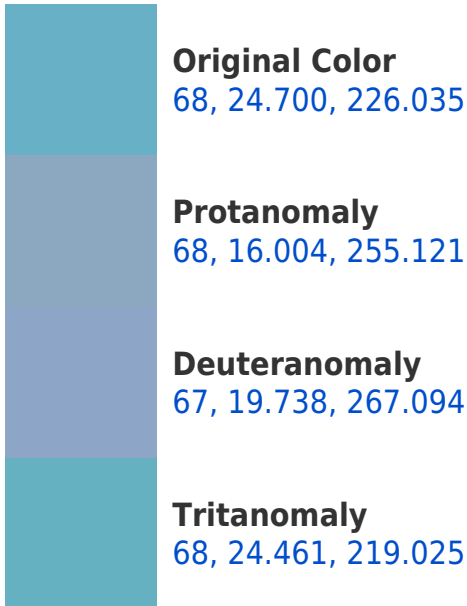 Original Color
68, 24.700, 226.035
Protanomaly
68, 16.004, 255.121
Deuteranomaly
67, 19.738, 267.094
Tritanomaly
68, 24.461, 219.025